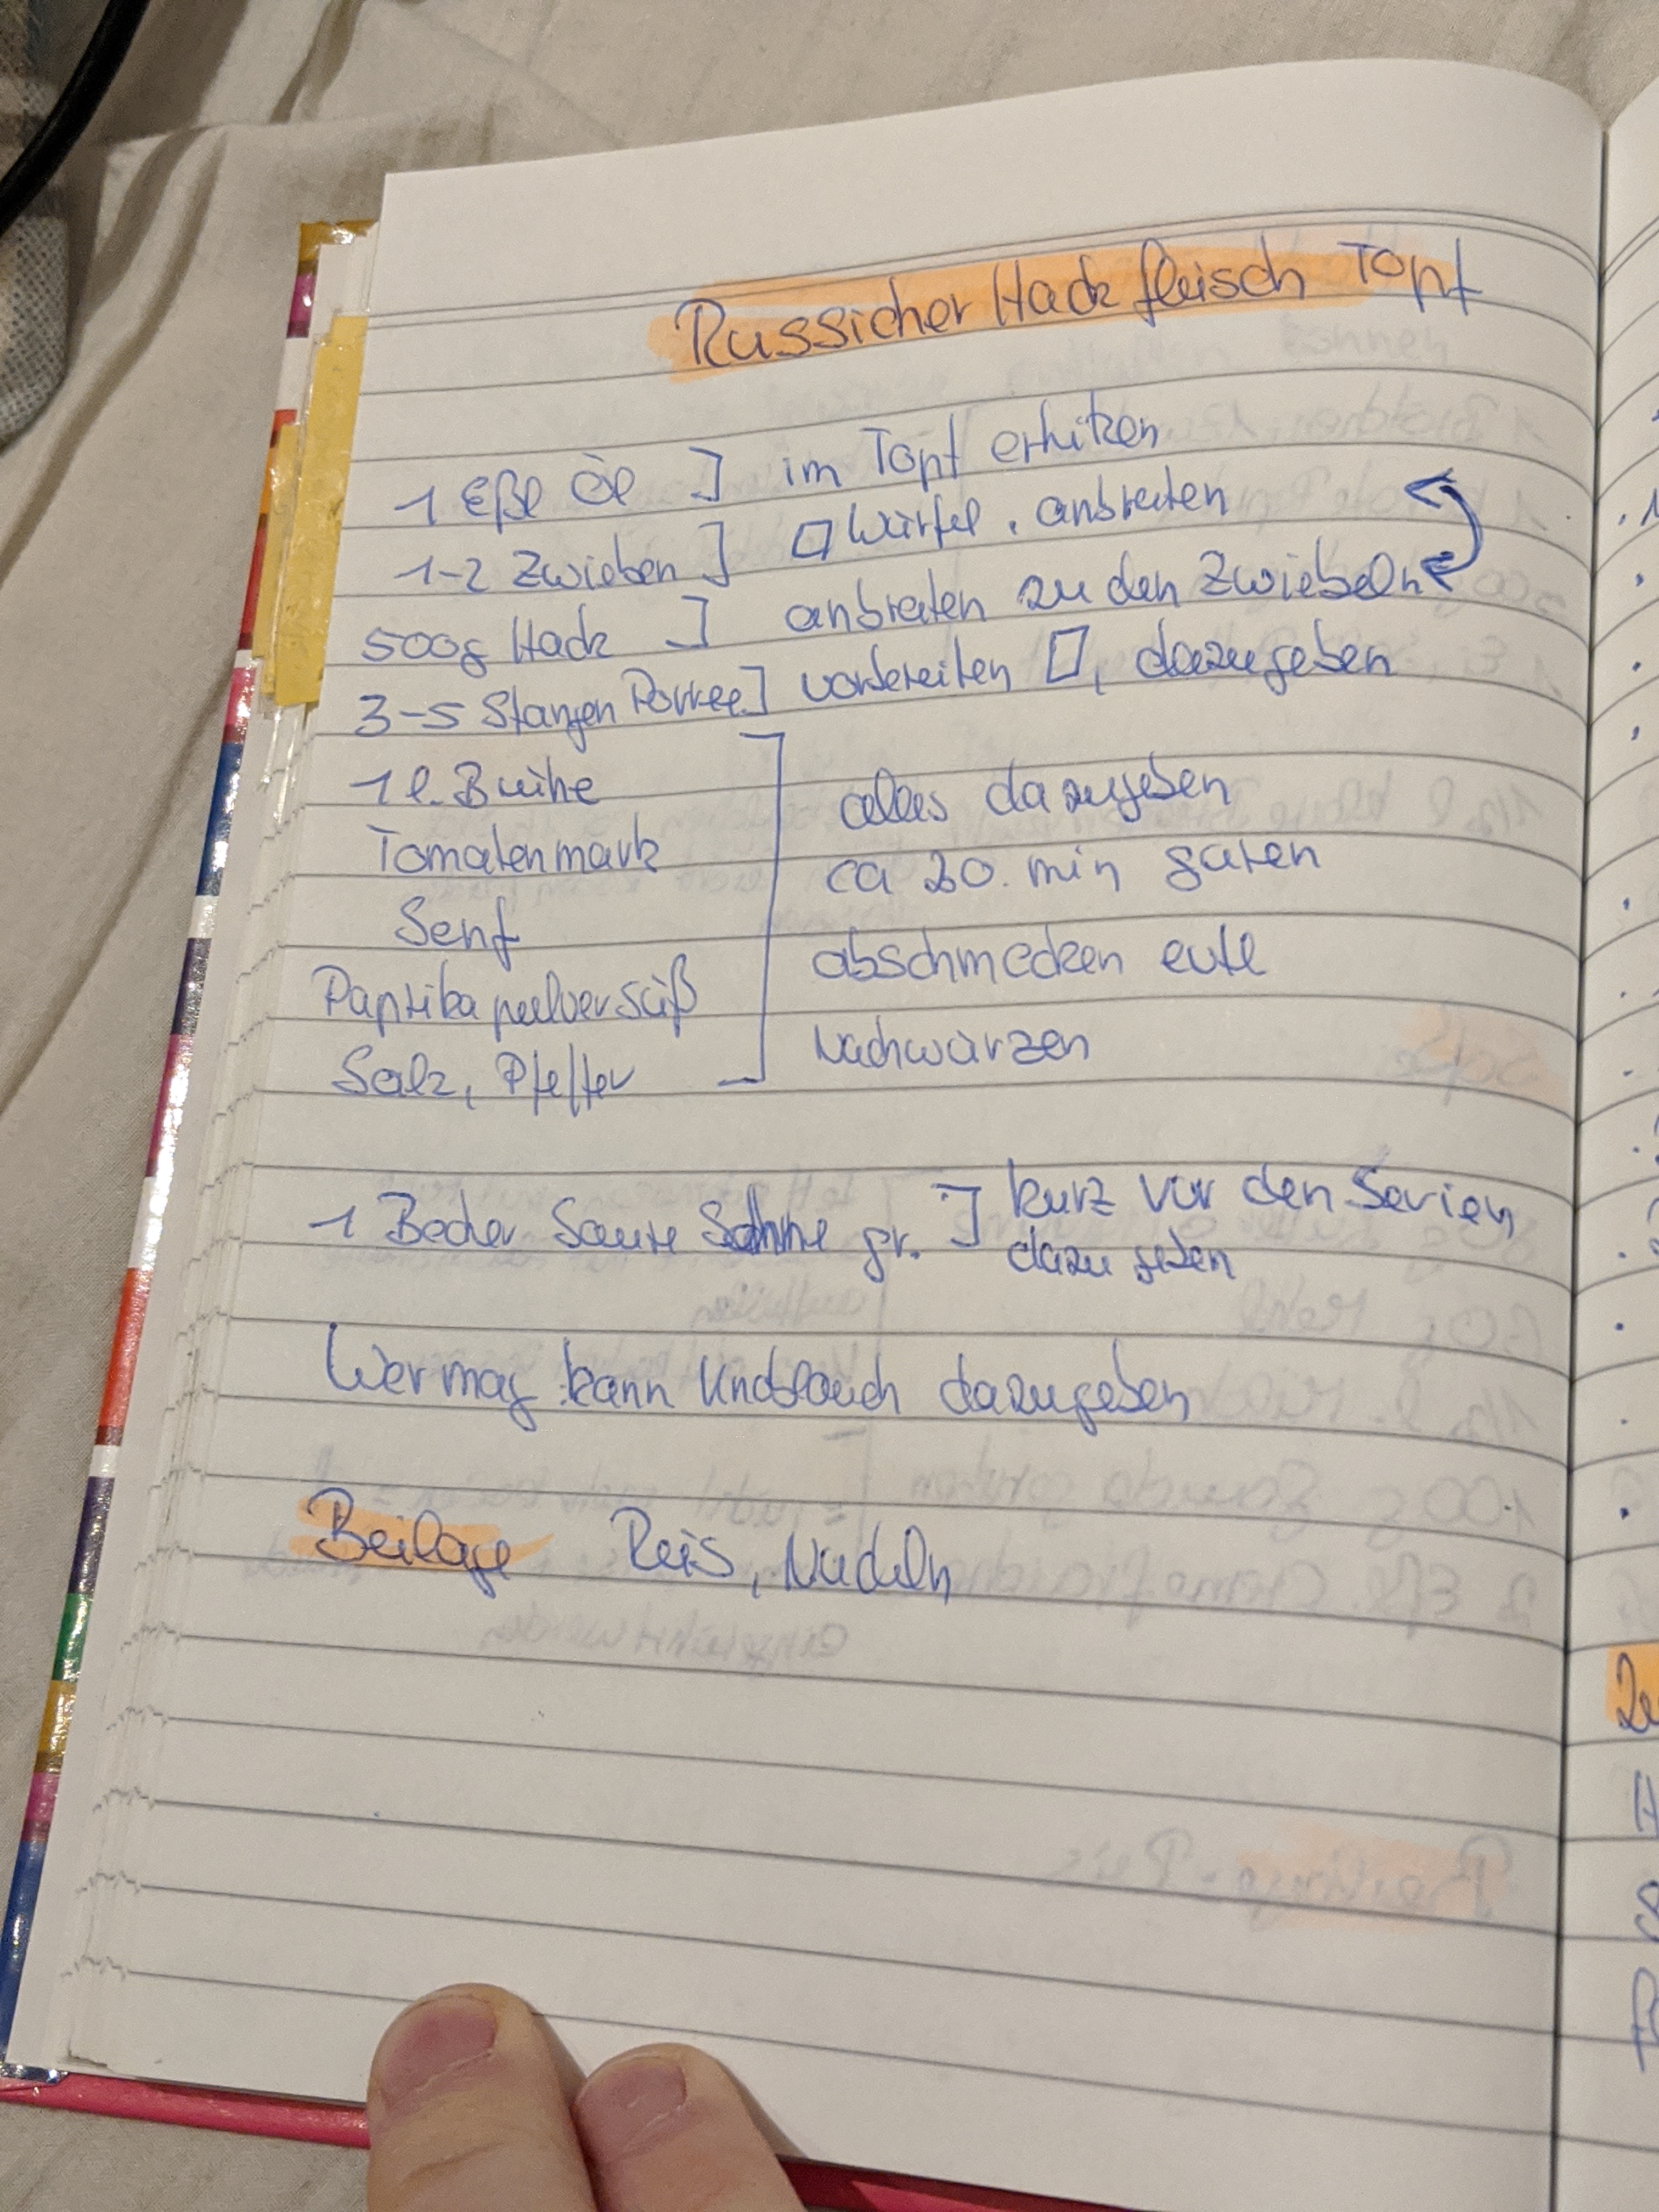 Russicher Hackfleisch Topf
1 Eßl Öl ] im Topf erhitzen
1-2 Zwieben ] Würfel, anbraten
500g Hack ] anbraten zu den Zwiebeln
3-5 Stangen Porree ] vorbereiten, dazugeben
1 l. Brühe
Tomatenmark
Senf
Paprikapulver süß
Salz, Pfeffer
alles dazugeben
ca 20. min garen
abschmecken evtl
Nachwürzen
1 Becher Saure Sahne gr. ] kurz vor den Servien
dazu geben
Wer mag kann Knoblauch dazugeben
Beilage Reis, Nudeln